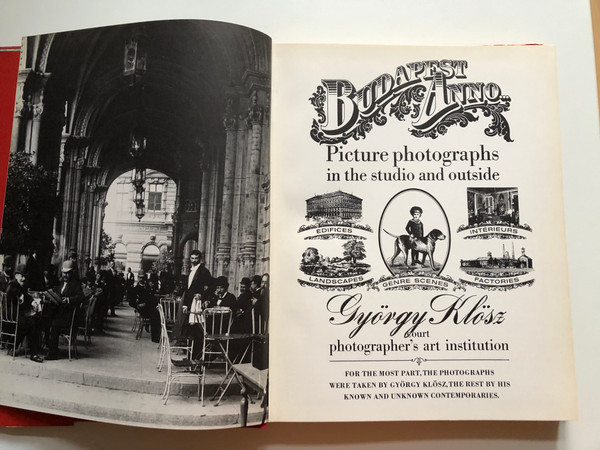 BUDAPEST
ANNO...
Picture photographs
in the studio and outside
EDIFICES
INTÉRIEURS
LANDSCAPES
GENRE SCENES
FACTORIES
György Klösz
court
photographer's art institution
FOR THE MOST PART, THE PHOTOGRAPHS
WERE TAKEN BY GYÖRGY KLÖSZ, THE REST BY HIS
KNOWN AND UNKNOWN CONTEMPORARIES.